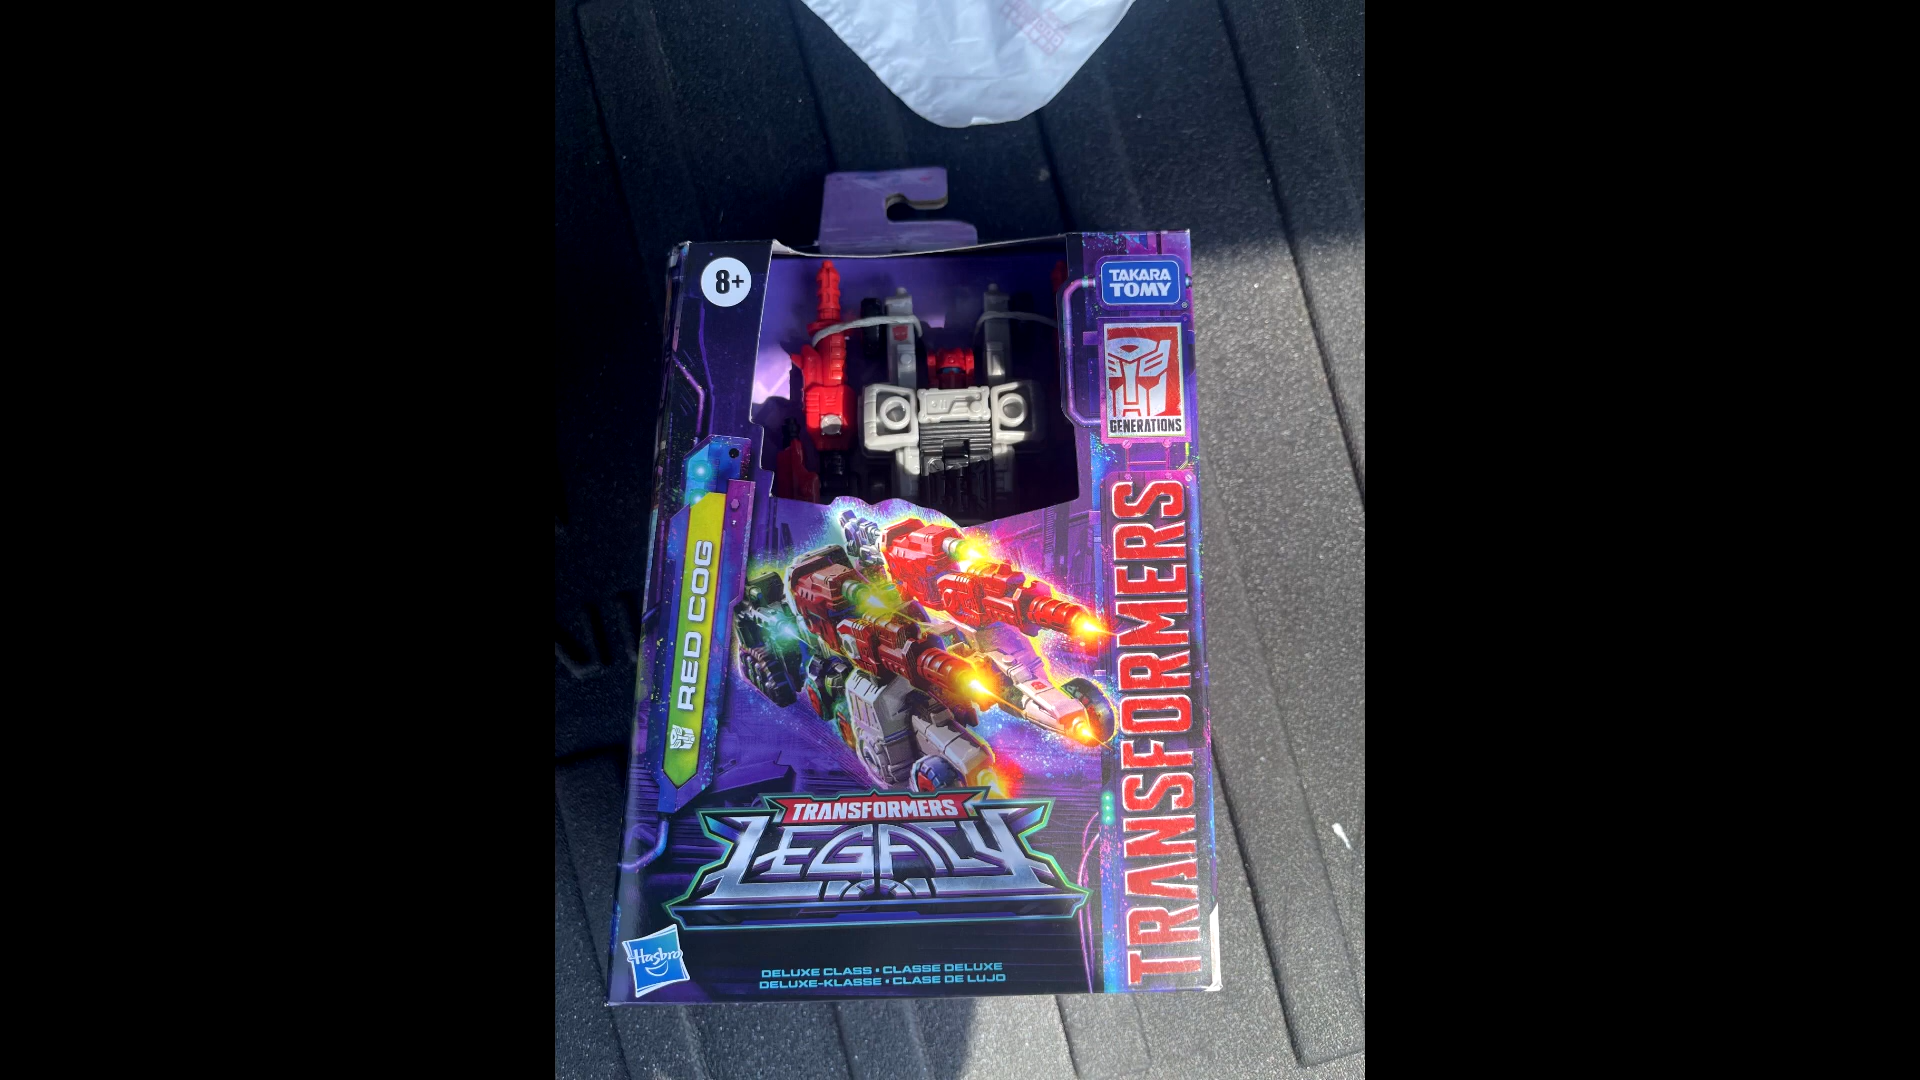 8+
TAKARA
TOMY
GENERATIONS
TRANSFORMERS
RED COG
TRANSFORMERS
LEGACY
Hasbro
DELUXE CLASS • CLASSE DELUXE
DELUXE-KLASSE • CLASE DE LUJO